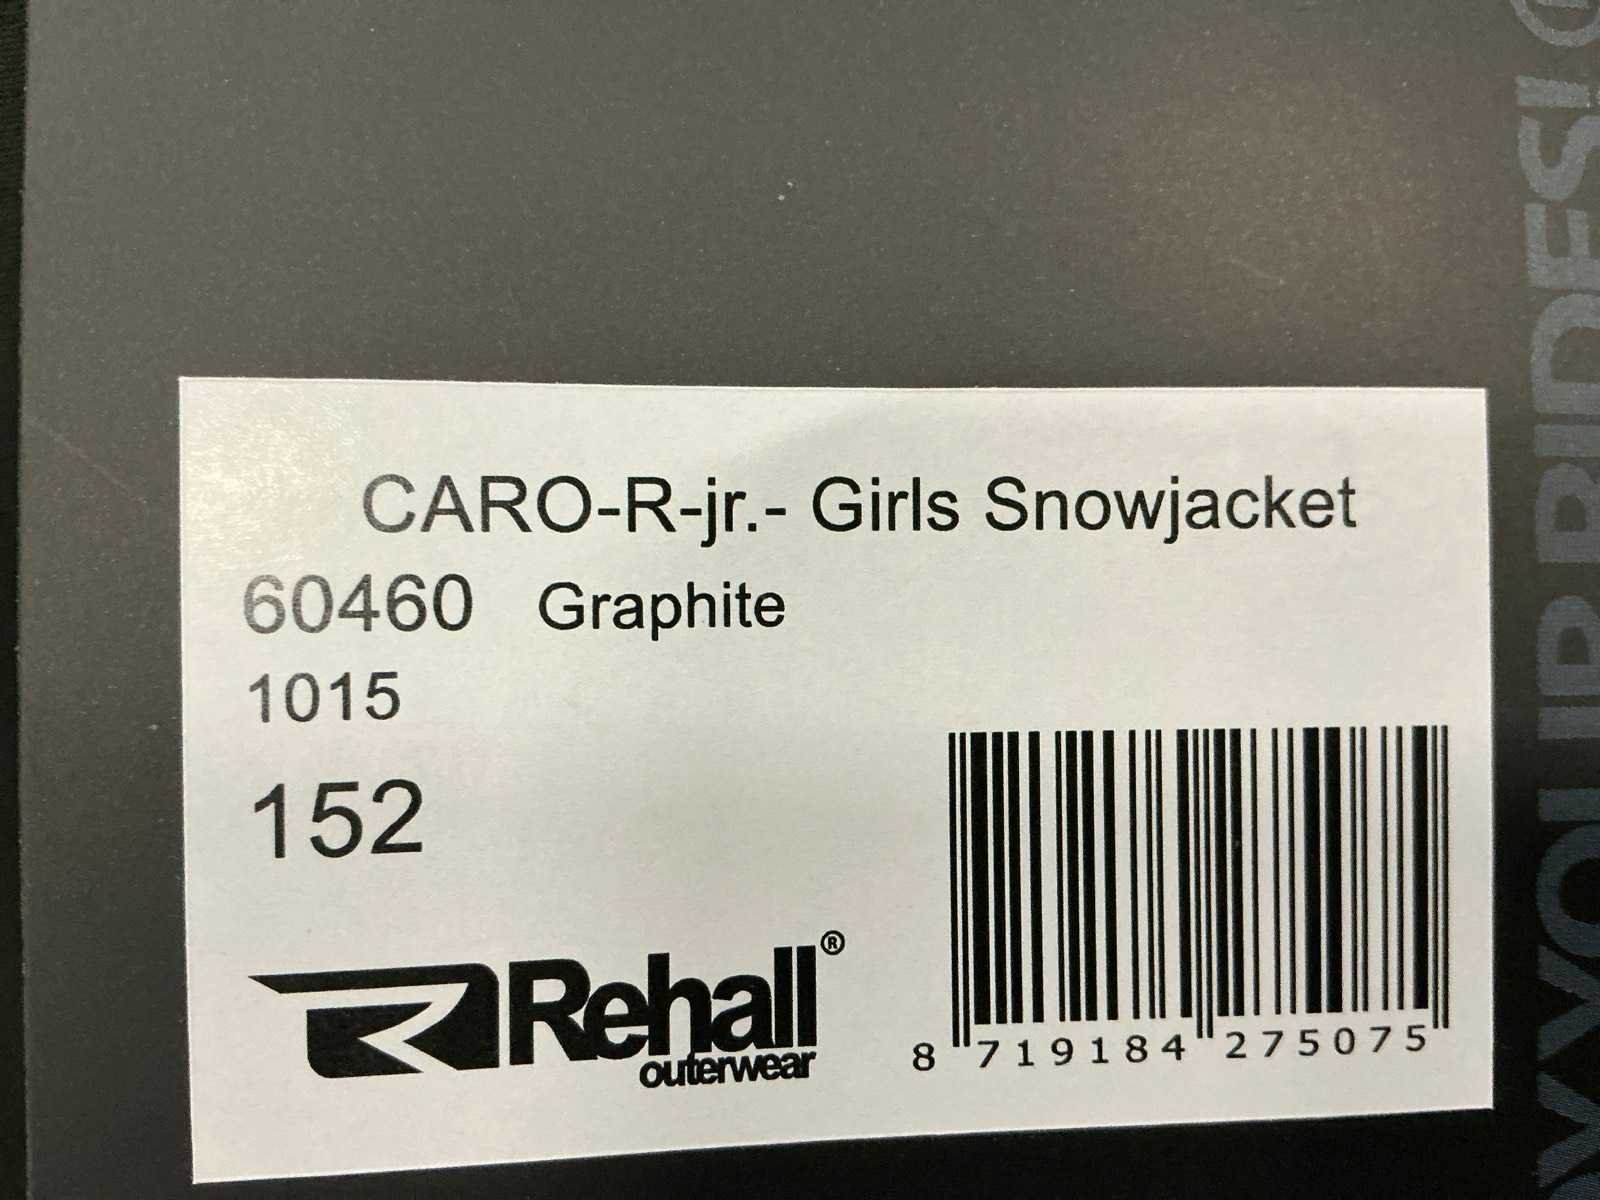 CARO-R-jr.- Girls Snowjacket
60460 Graphite
1015
152
Rehall®
outerwear
8 719184 275075